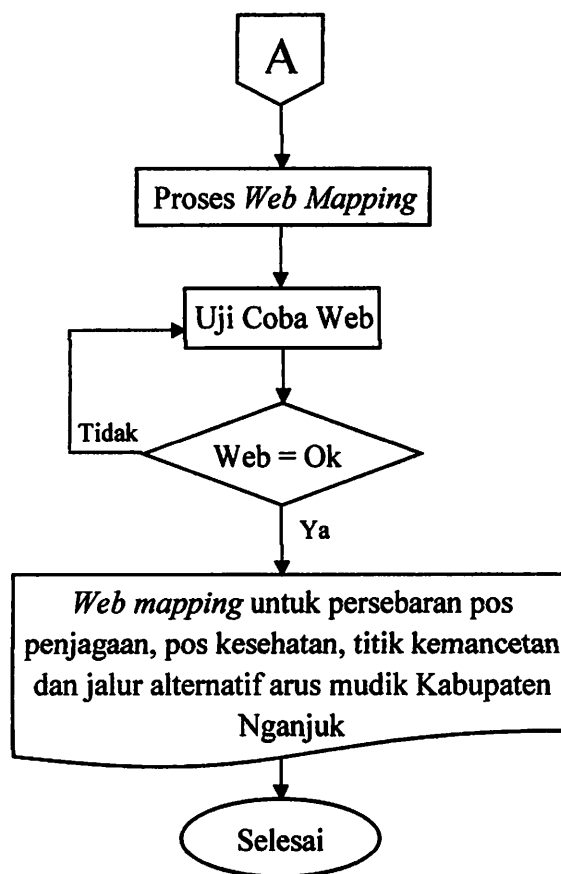 A
Proses Web Mapping
Uji Coba Web
Tidak
Web = Ok
Ya
Web mapping untuk persebaran pos
penjagaan, pos kesehatan, titik kemancetan
dan jalur alternatif arus mudik Kabupaten
Nganjuk
Selesai